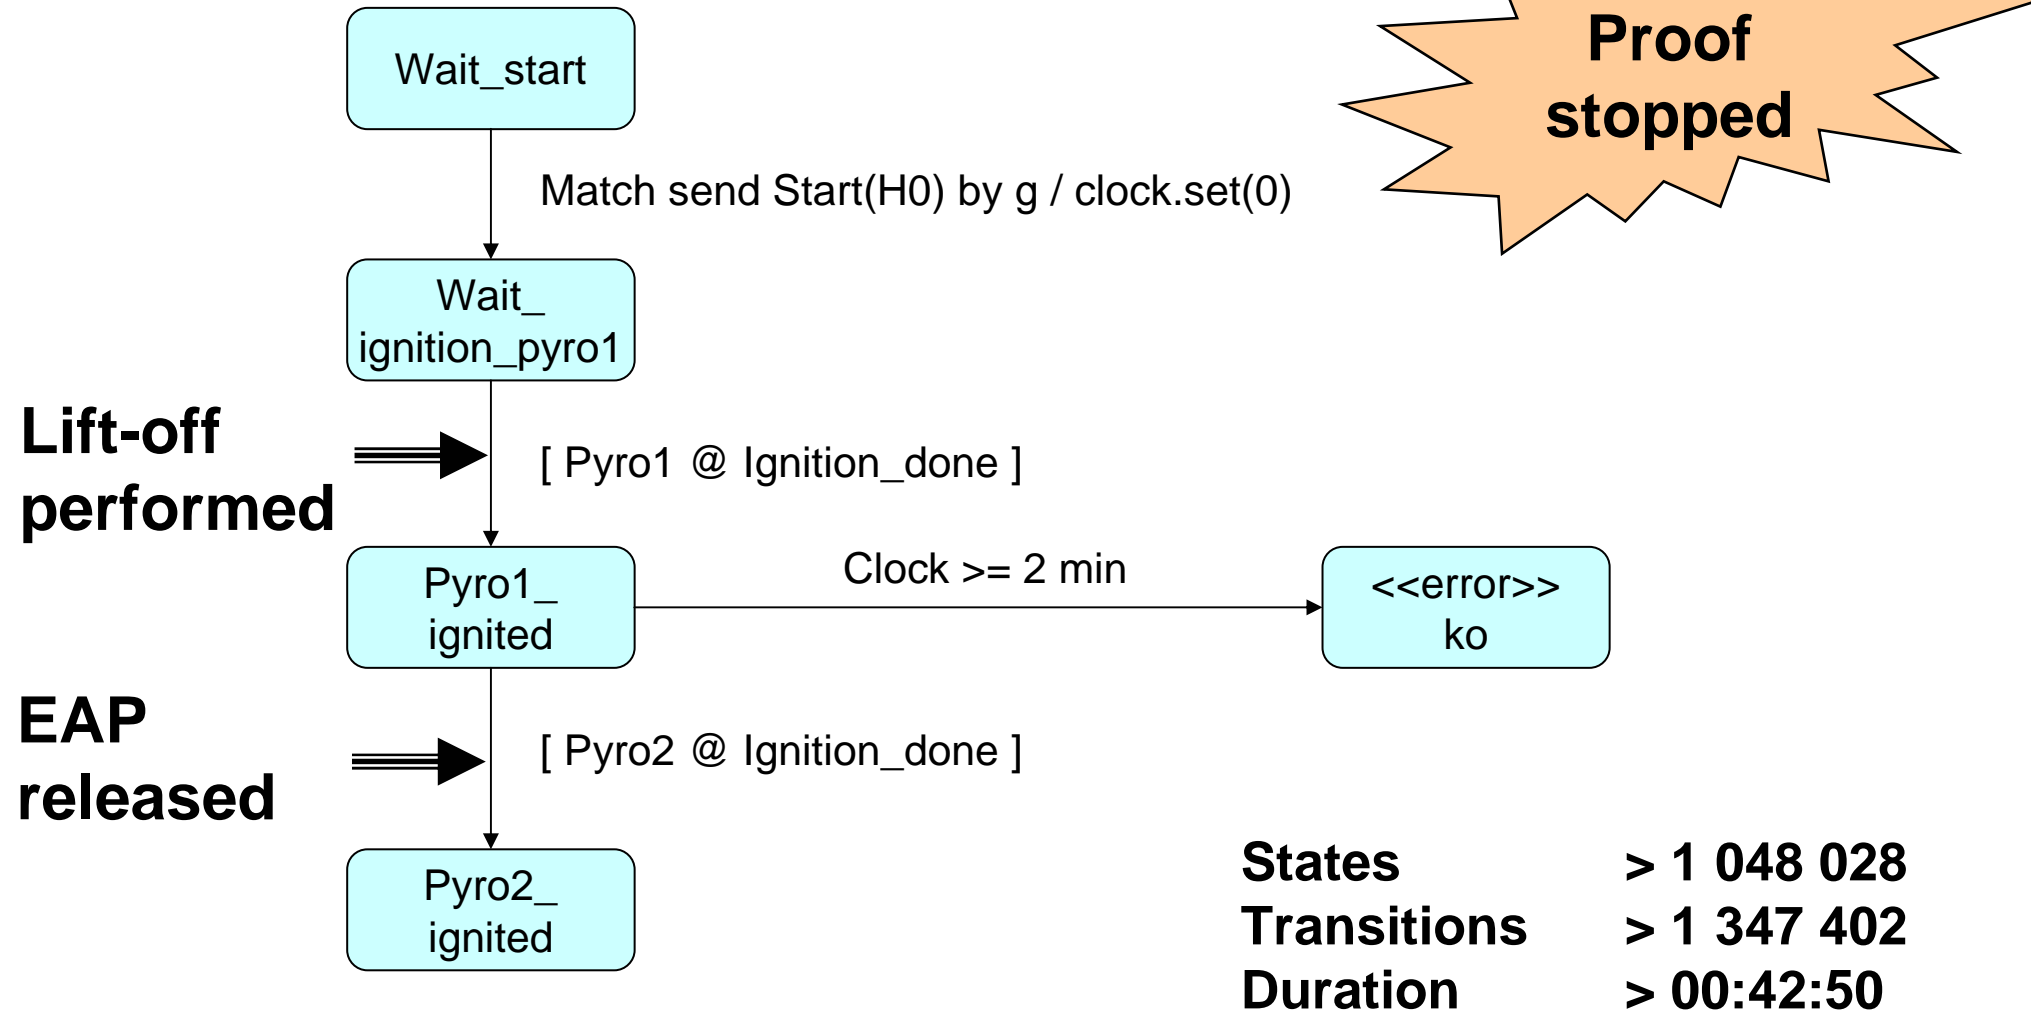 Proof
stopped
Wait_start
Match send Start(H0) by g / clock.set(0)
Wait_
ignition_pyro1
Lift-off
performed
[ Pyro1 @ Ignition_done ]
Clock >= 2 min
Pyro1_
ignited
<<error>>
ko
EAP
released
[ Pyro2 @ Ignition_done ]
Pyro2_
ignited
States > 1 048 028
Transitions > 1 347 402
Duration > 00:42:50